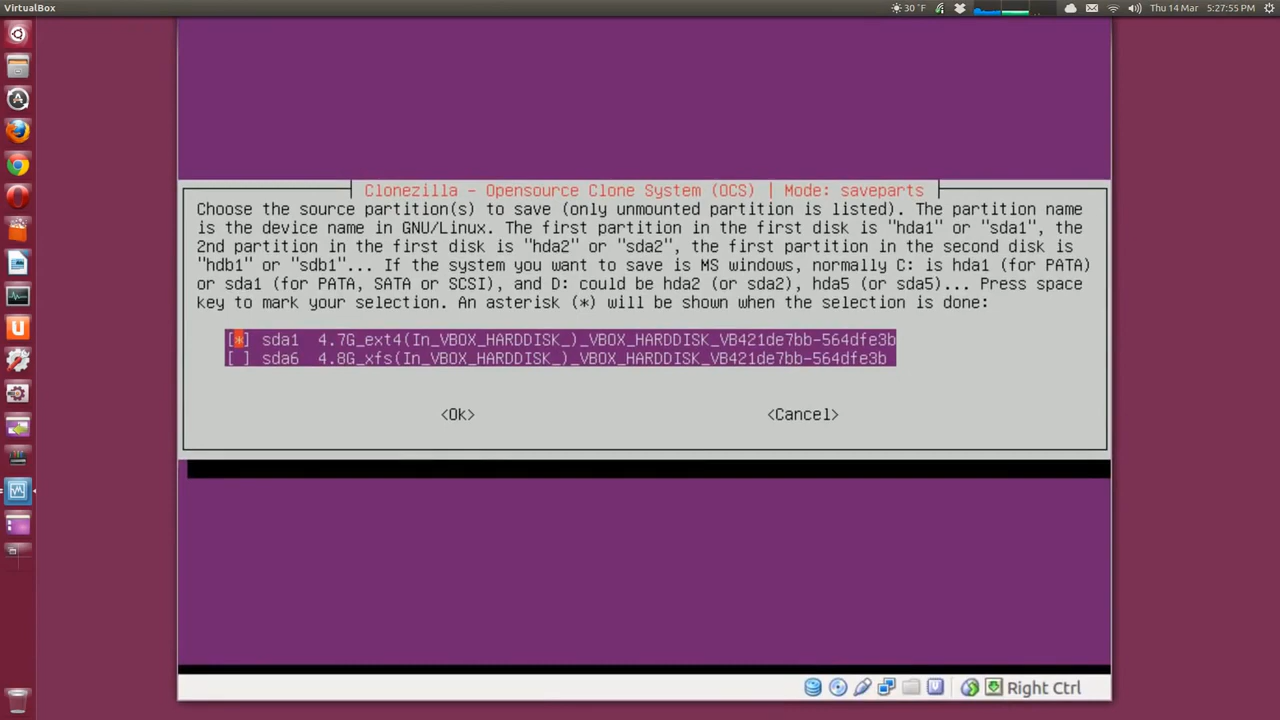 VirtualBox
30 °F
Thu 14 Mar
5:27:55 PM
Clonezilla - Opensource Clone System (OCS) | Mode: saveparts
Choose the source partition(s) to save (only unmounted partition is listed). The partition name
is the device name in GNU/Linux. The first partition in the first disk is "hda1" or "sda1", the
2nd partition in the first disk is "hda2" or "sda2", the first partition in the second disk is
"hdb1" or "sdb1"... If the system you want to save is MS windows, normally C: is hda1 (for PATA)
or sda1 (for PATA, SATA or SCSI), and D: could be hda2 (or sda2), hda5 (or sda5)... Press space
key to mark your selection. An asterisk (*) will be shown when the selection is done:
[*] sda1 4.7G_ext4(In_VBOX_HARDDISK_)_VBOX_HARDDISK_VB421de7bb-564dfe3b
[ ] sda6 4.8G_xfs(In_VBOX_HARDDISK_)_VBOX_HARDDISK_VB421de7bb-564dfe3b
<Ok> <Cancel>
Right Ctrl